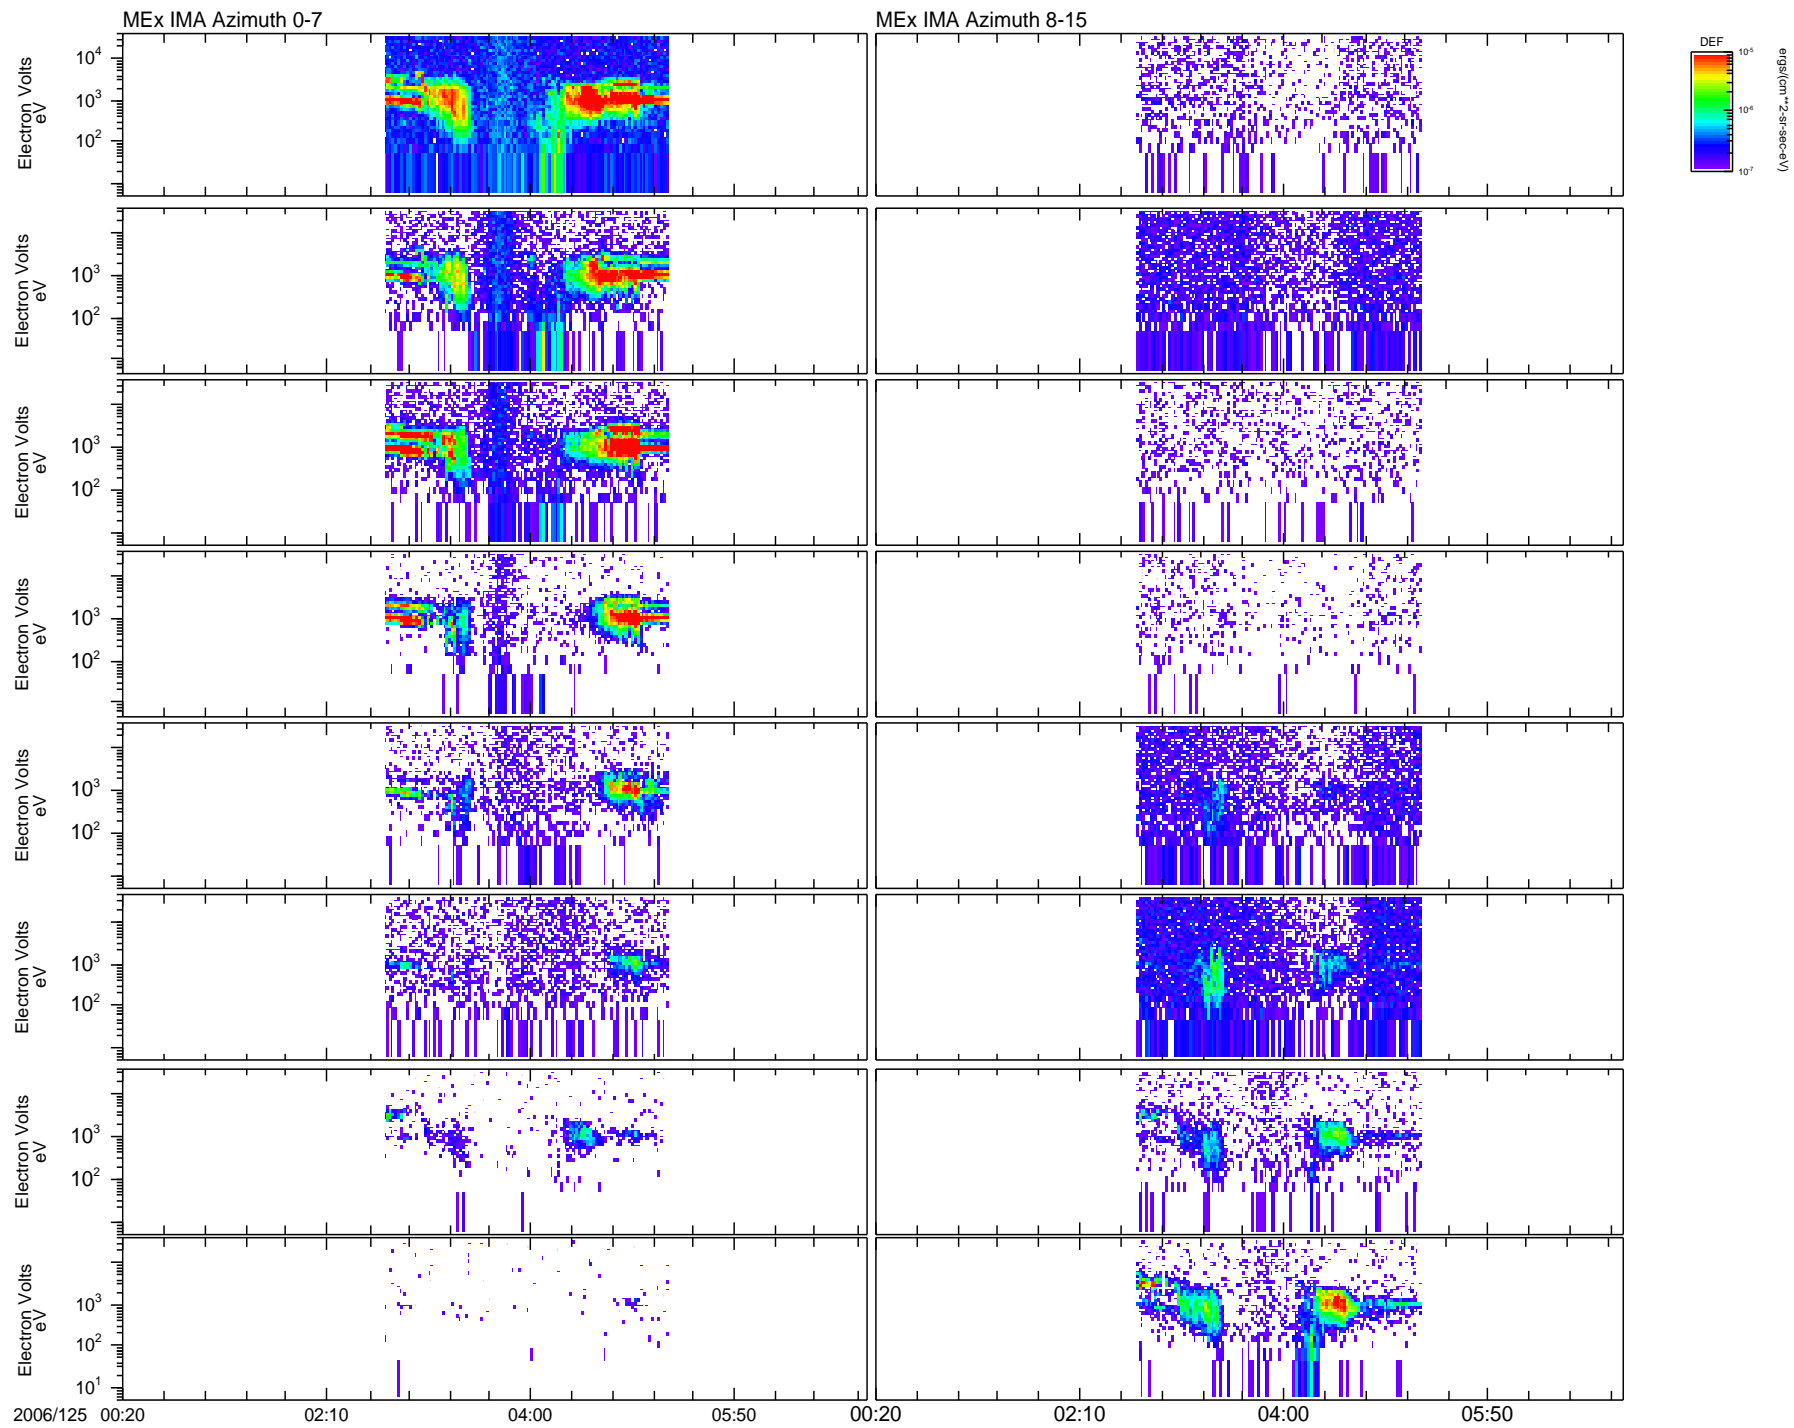 MEx IMA Azimuth 0-7
MEx IMA Azimuth 8-15
DEF
10⁻⁵
10⁻⁶
10⁻⁷
ergs/(cm**2-sr-sec-eV)
Electron Volts
eV
10⁴
10³
10²
Electron Volts
eV
10³
10²
Electron Volts
eV
10³
10²
Electron Volts
eV
10³
10²
Electron Volts
eV
10³
10²
Electron Volts
eV
10³
10²
Electron Volts
eV
10³
10²
Electron Volts
eV
10³
10²
10¹
2006/125 00:20 02:10 04:00 05:50 00:20 02:10 04:00 05:50